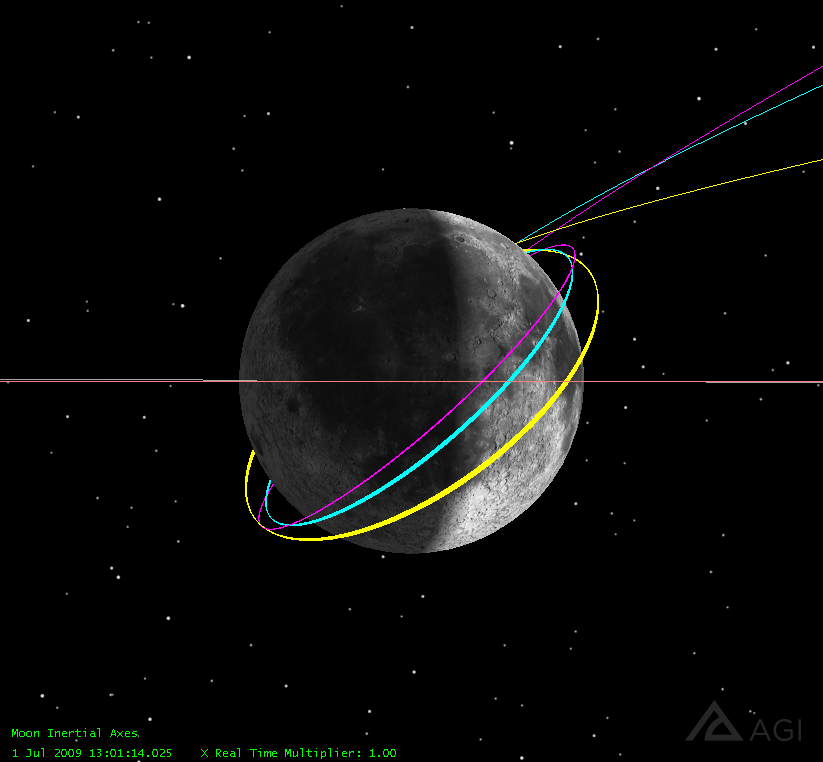 Moon Inertial Axes
1 Jul 2009 13:01:14.025 X Real Time Multiplier: 1.00
AGI